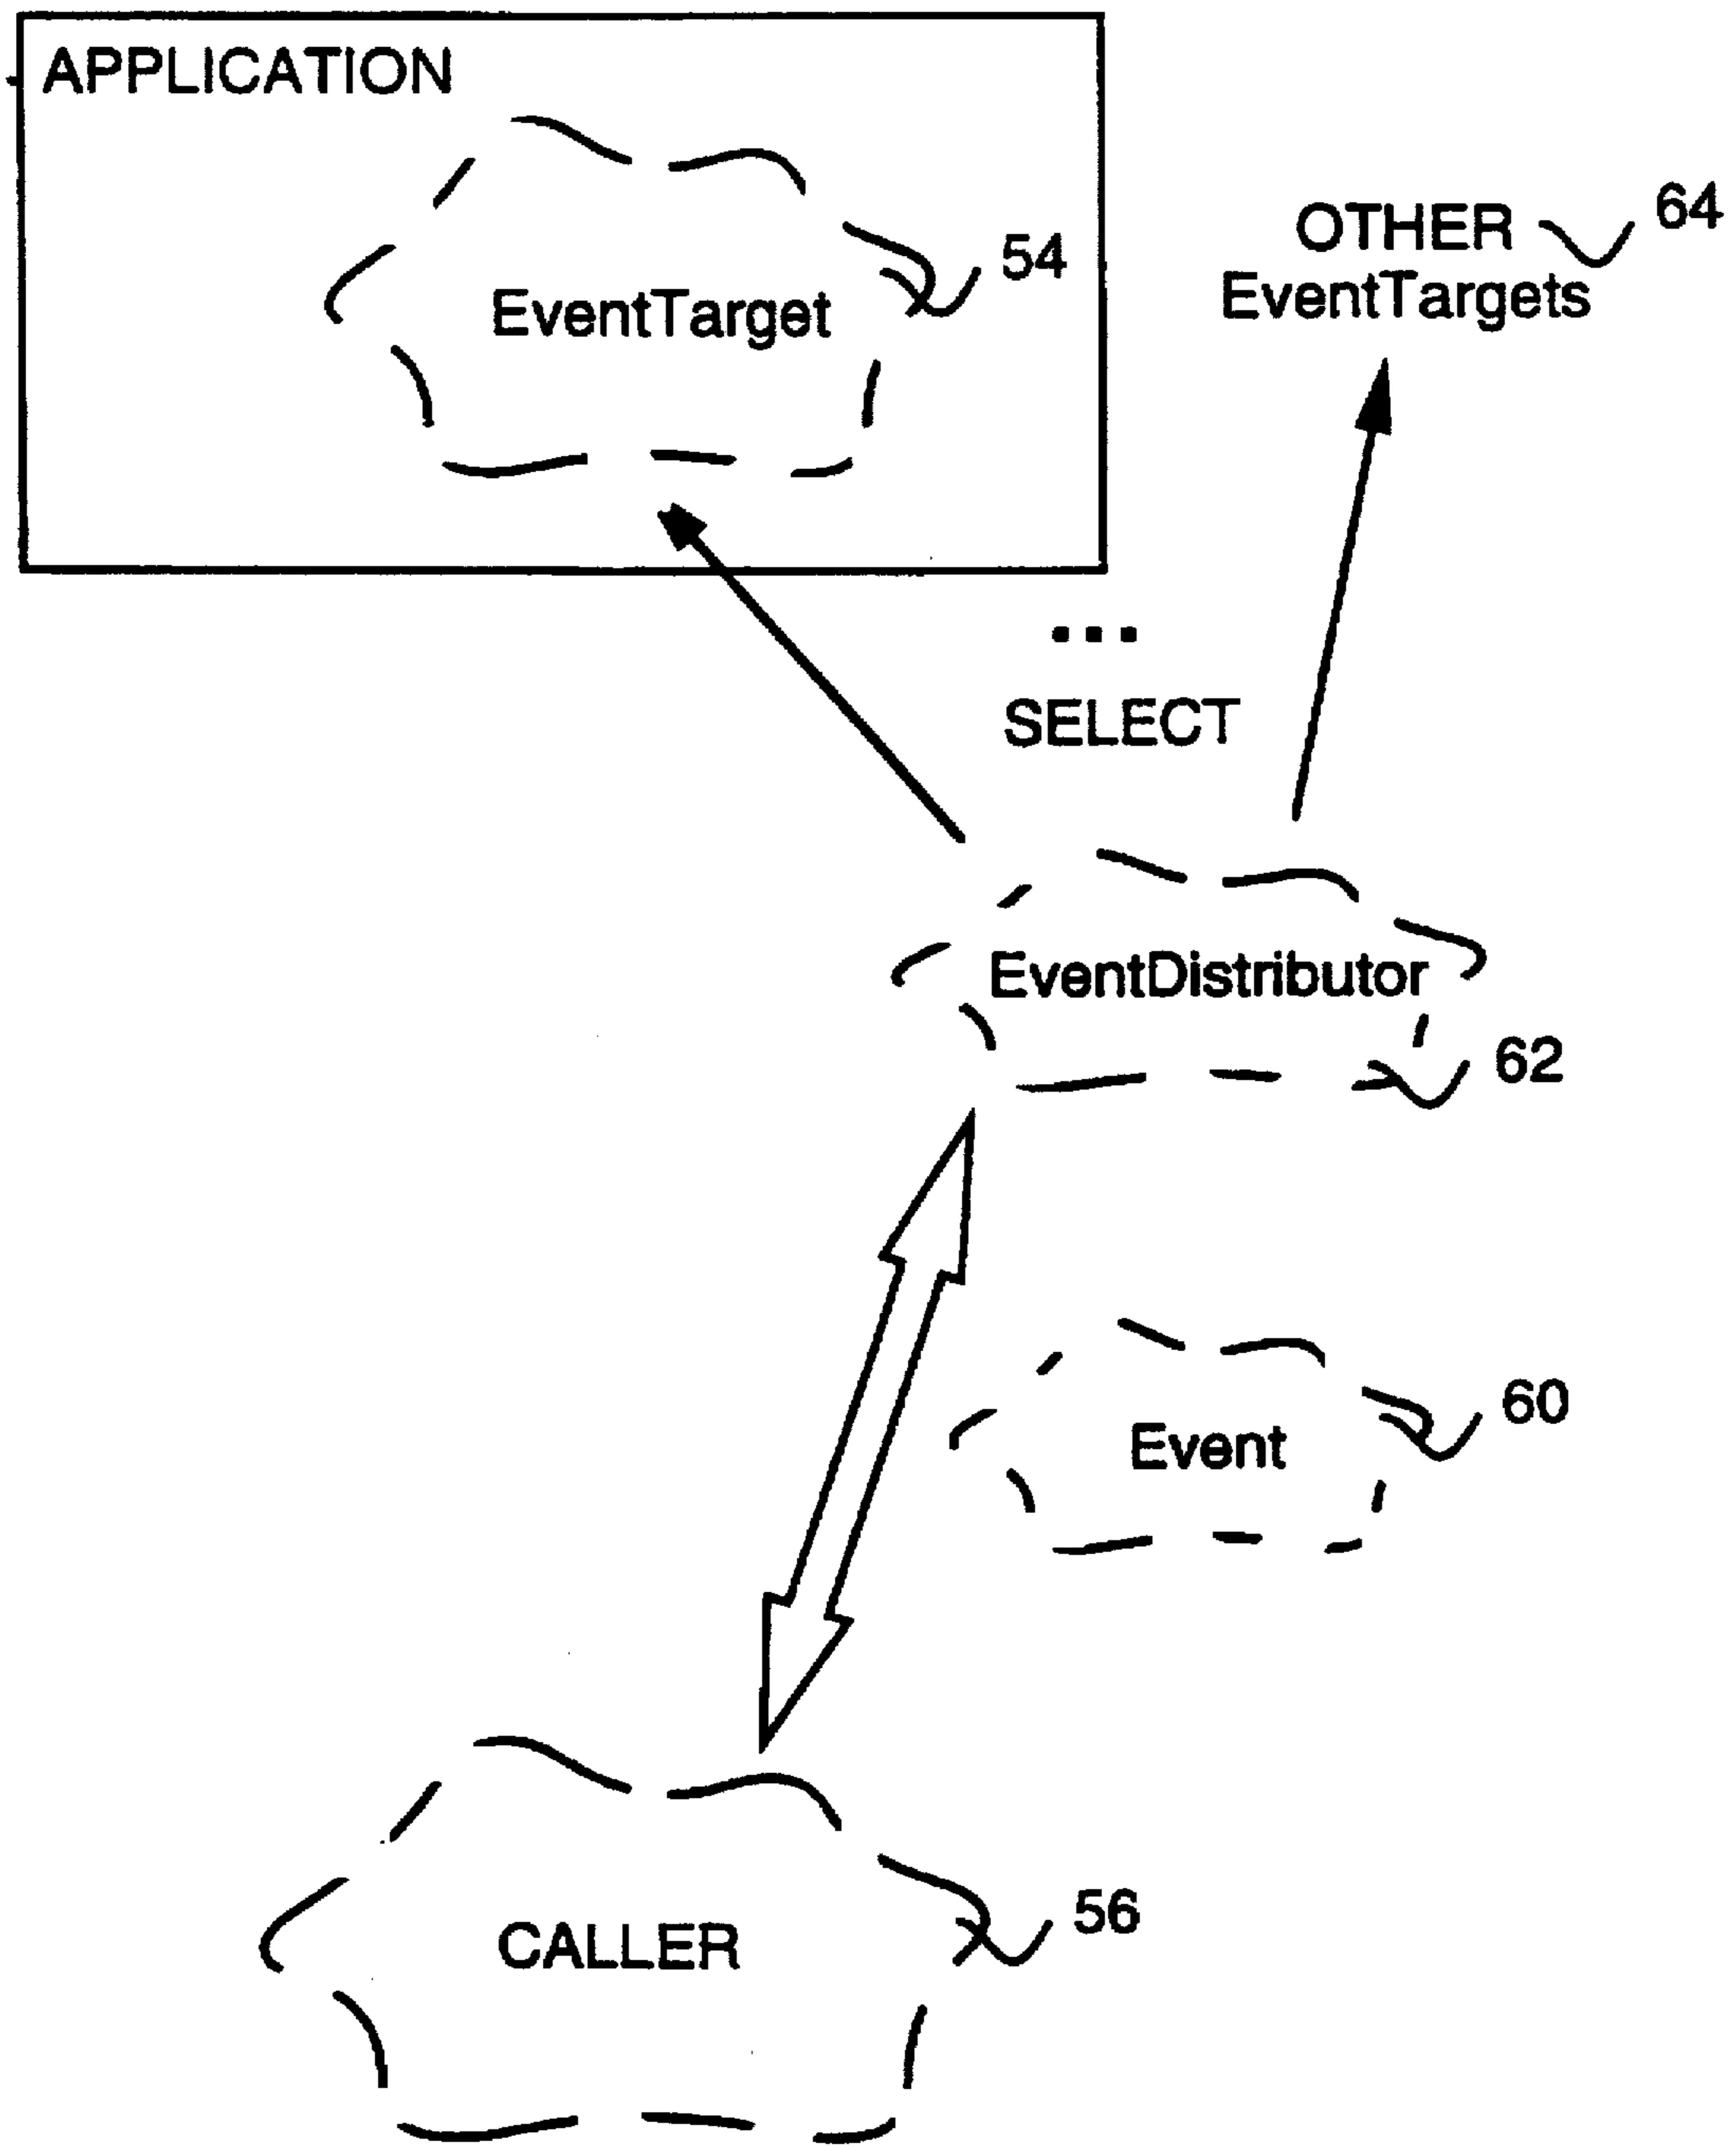 APPLICATION
54
EventTarget
64
OTHER
EventTargets
...
SELECT
EventDistributor
62
60
Event
56
CALLER